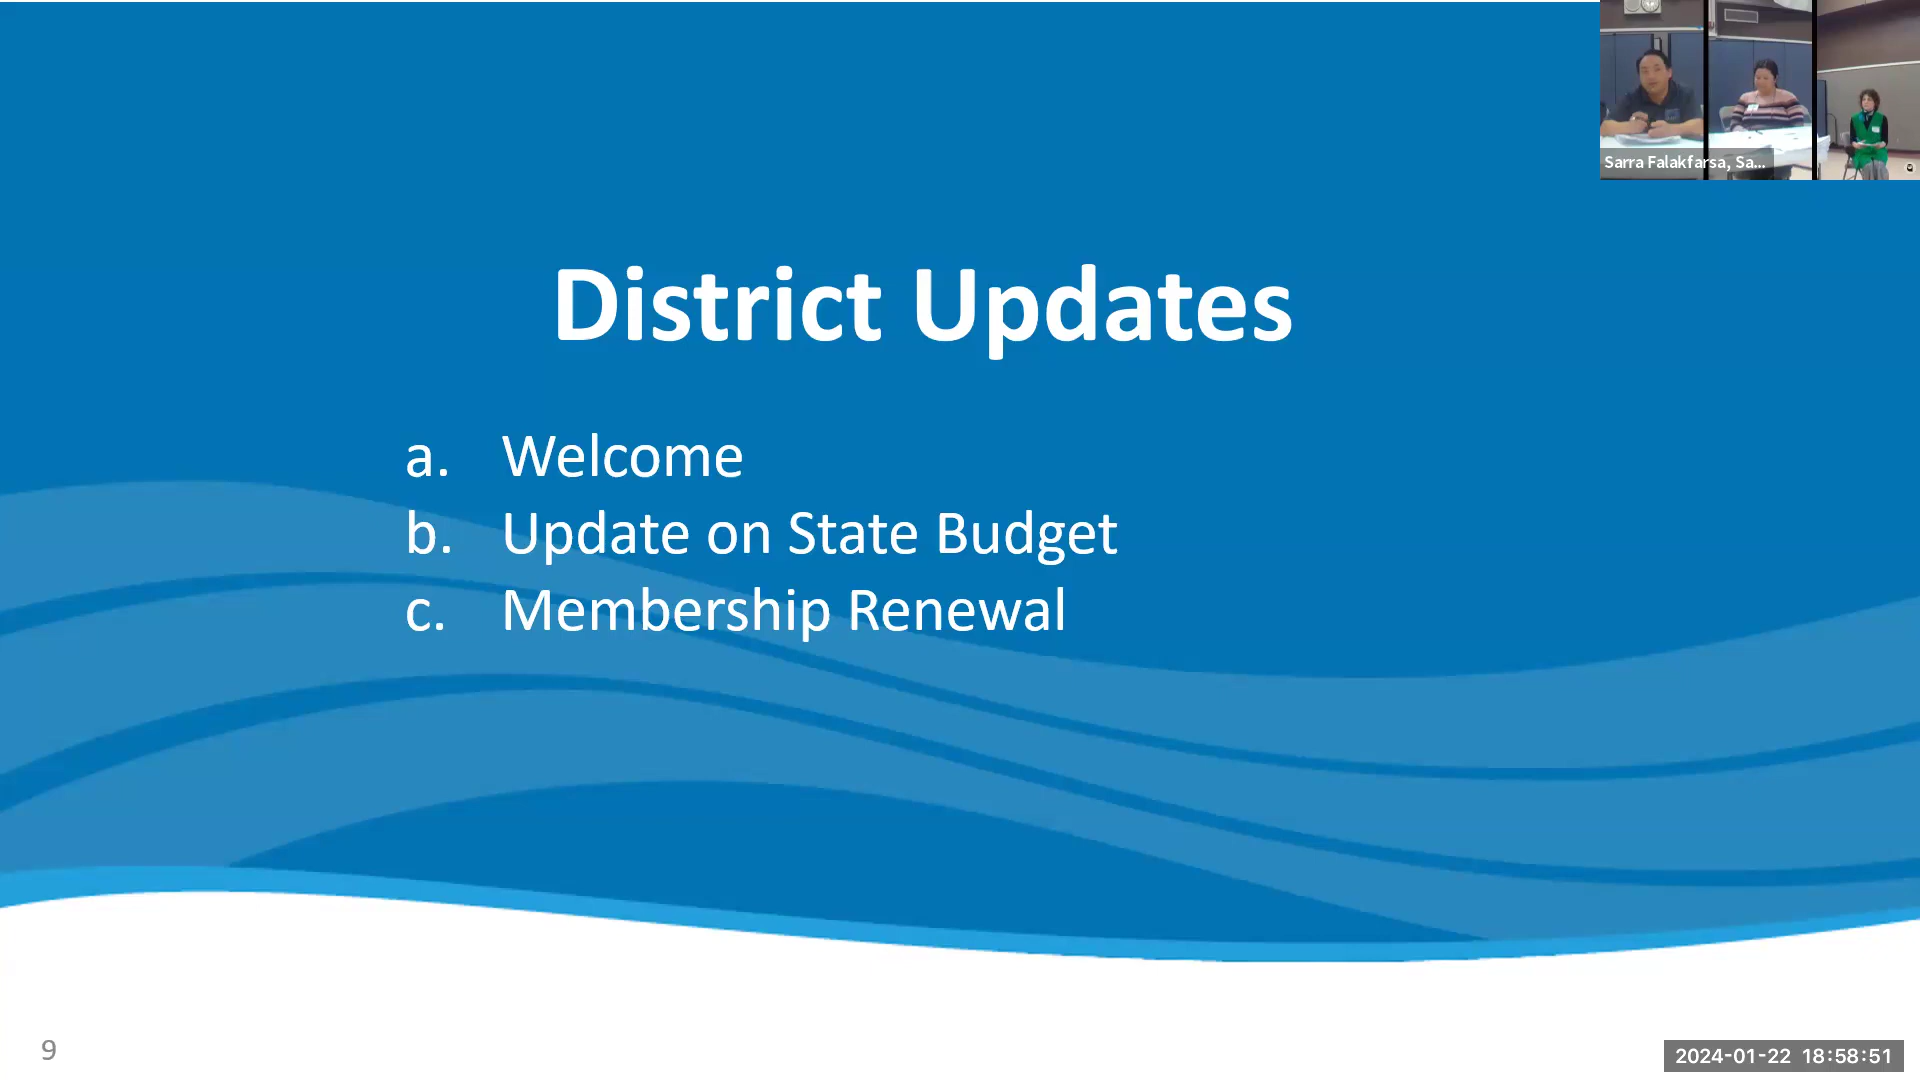 Sarra Falakfarsa, Sa...
District Updates
a. Welcome
b. Update on State Budget
c. Membership Renewal
9
2024-01-22 18:58:51